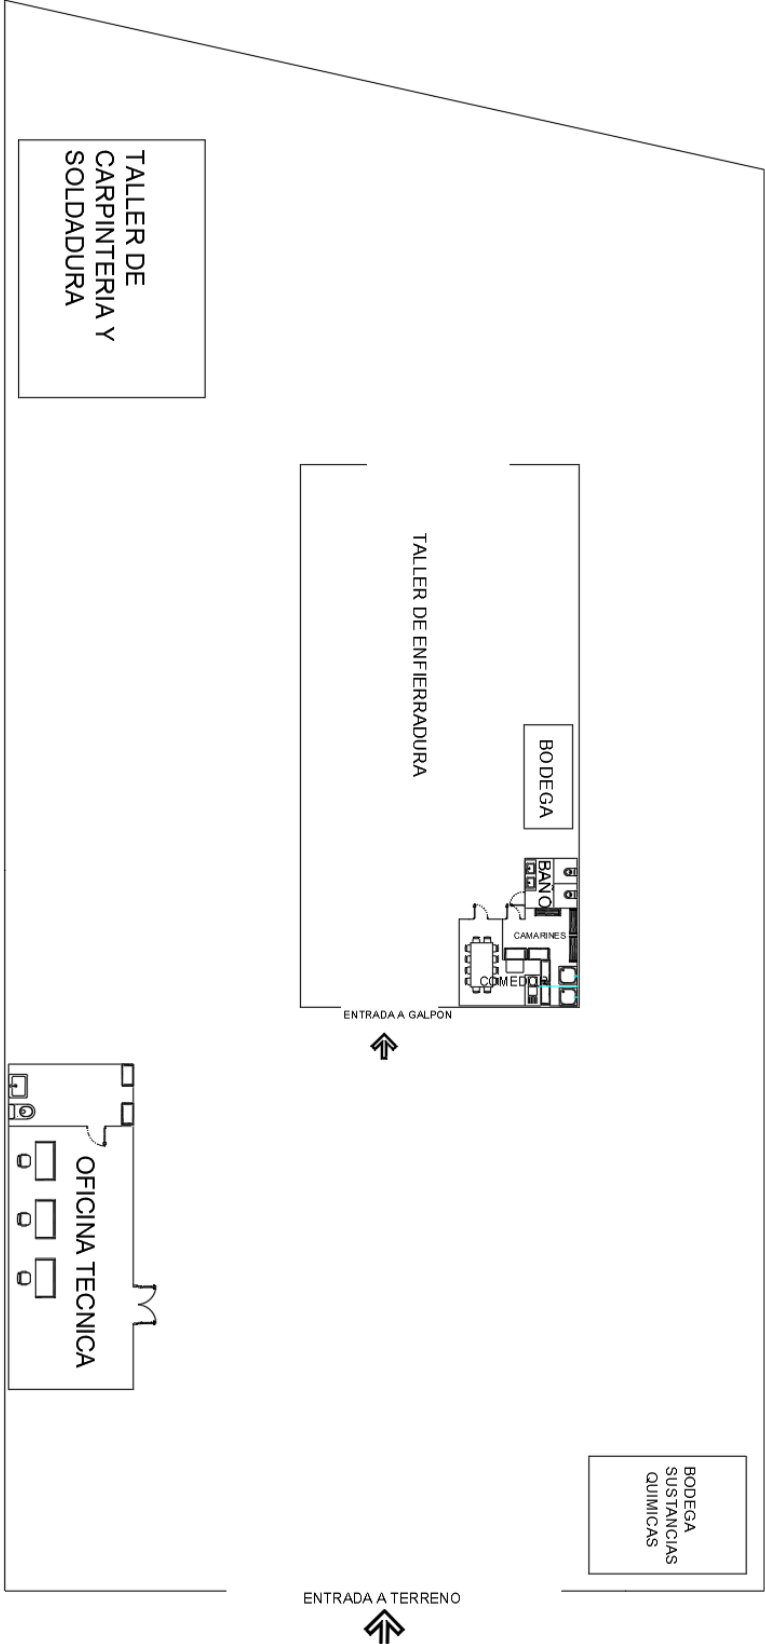 TALLER DE
CARPINTERIA Y
SOLDADURA
TALLER DE ENFIERRADURA
BODEGA
BAÑO
CAMARINES
COMEDOR
ENTRADA A GALPON
OFICINA TECNICA
BODEGA
SUSTANCIAS
QUIMICAS
ENTRADA A TERRENO